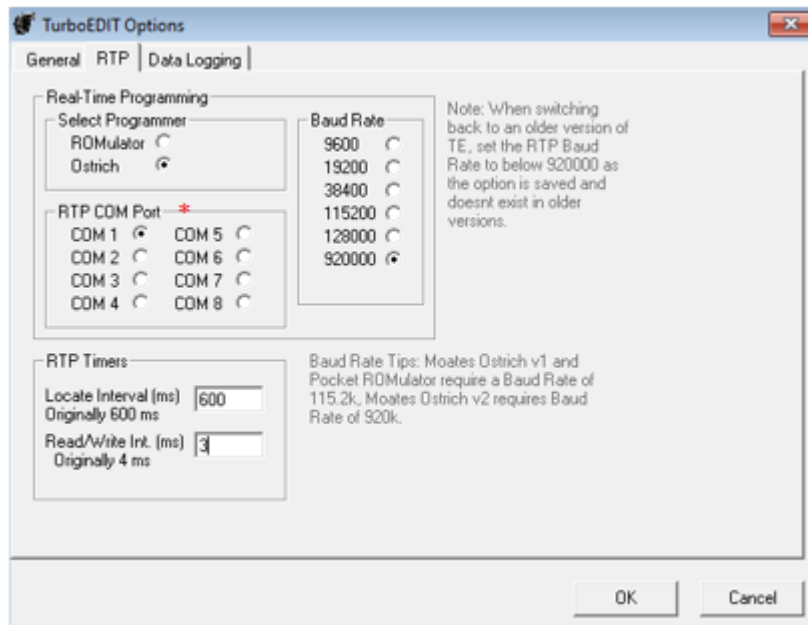 TurboEDIT Options
General RTP Data Logging
Real-Time Programming
Select Programmer
ROMulator
Ostrich
RTP COM Port *
COM 1 COM 5
COM 2 COM 6
COM 3 COM 7
COM 4 COM 8
Baud Rate
9600
19200
38400
115200
128000
920000
Note: When switching
back to an older version of
TE, set the RTP Baud
Rate to below 920000 as
the option is saved and
doesnt exist in older
versions.
RTP Timers
Locate Interval (ms) 600
Originally 600 ms
Read/Write Int. (ms) 3
Originally 4 ms
Baud Rate Tips: Moates Ostrich v1 and
Pocket ROMulator require a Baud Rate of
115.2k, Moates Ostrich v2 requires Baud
Rate of 920k.
OK Cancel